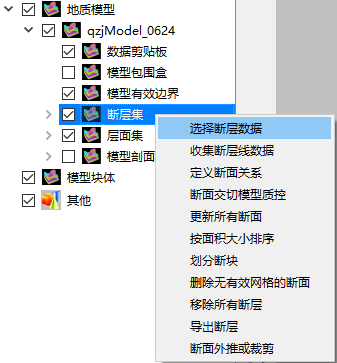 地质模型
qzjModel_0624
数据剪贴板
模型包围盒
模型有效边界
断层集
层面集
模型剖面
模型块体
其他
选择断层数据
收集断层线数据
定义断面关系
断面交切模型质控
更新所有断面
按面积大小排序
划分断块
删除无有效网格的断面
移除所有断层
导出断层
断面外推或裁剪